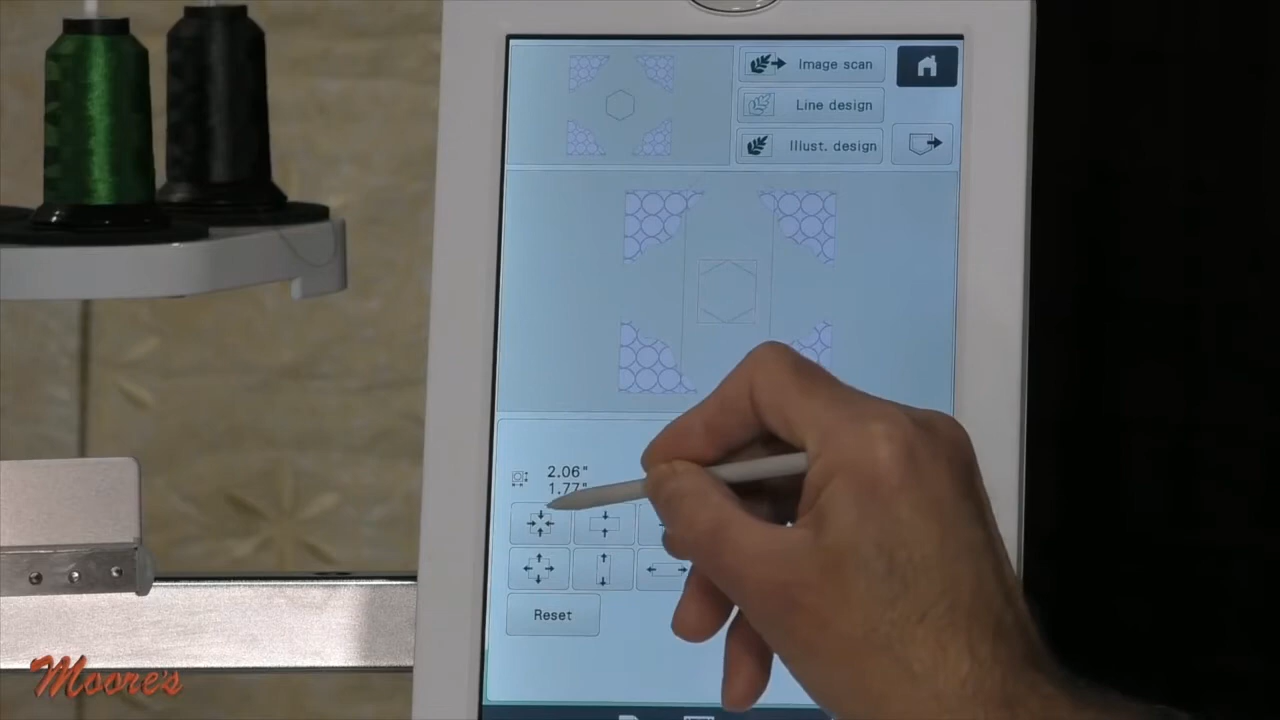 Image scan
Line design
Illust. design
2.06"
1.77"
Reset
Moore's